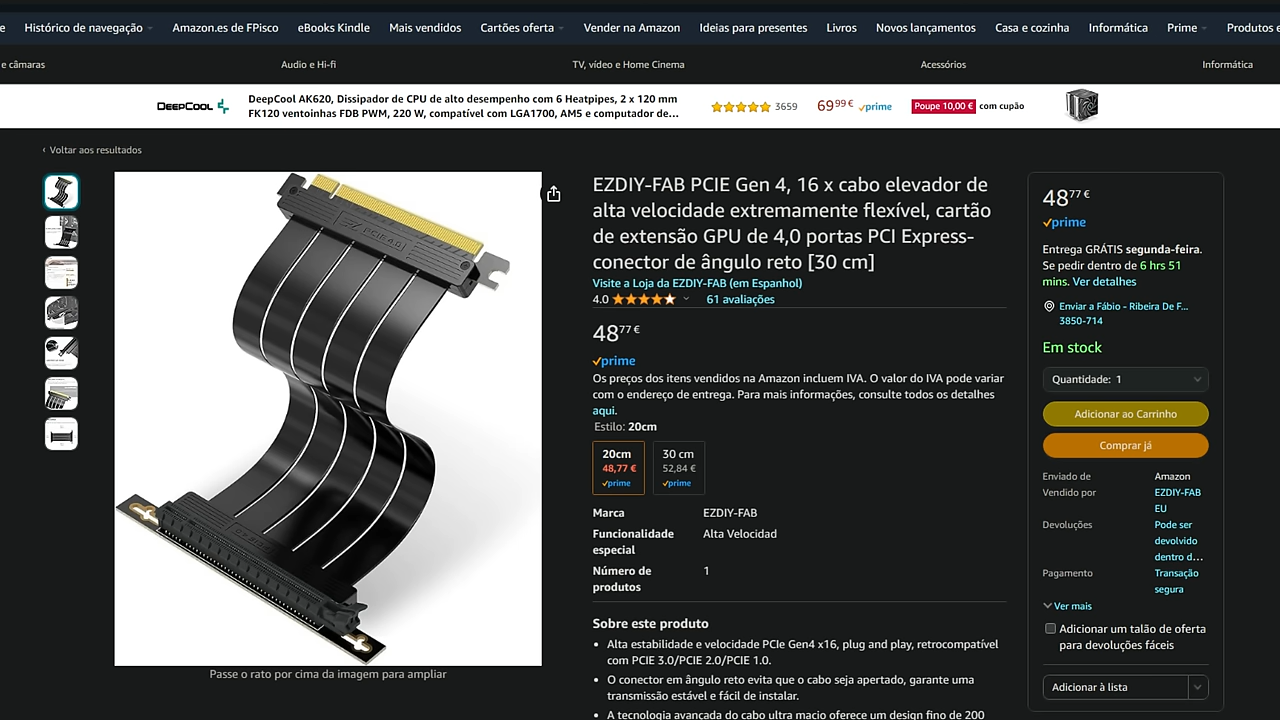 e Histórico de navegação Amazon.es de FPisco eBooks Kindle Mais vendidos Cartões oferta Vender na Amazon Ideias para presentes Livros Novos lançamentos Casa e cozinha Informática Prime Produtos e
e câmaras Audio e Hi-fi TV, vídeo e Home Cinema Acessórios Informática
DEEPCOOL
DeepCool AK620, Dissipador de CPU de alto desempenho com 6 Heatpipes, 2 x 120 mm
FK120 ventoinhas FDB PWM, 220 W, compatível com LGA1700, AM5 e computador de...
3659
69,99 € prime
Poupe 10,00 € com cupão
‹ Voltar aos resultados
PCIE 4.0
Passe o rato por cima da imagem para ampliar
EZDIY-FAB PCIE Gen 4, 16 x cabo elevador de
alta velocidade extremamente flexível, cartão
de extensão GPU de 4,0 portas PCI Express-
conector de ângulo reto [30 cm]
Visite a Loja da EZDIY-FAB (em Espanhol)
4.0 61 avaliações
48 77 €
prime
Os preços dos itens vendidos na Amazon incluem IVA. O valor do IVA pode variar
com o endereço de entrega. Para mais informações, consulte todos os detalhes
aqui.
Estilo: 20cm
20cm
48,77 €
prime
30 cm
52,84 €
prime
Marca EZDIY-FAB
Funcionalidade Alta Velocidad
especial
Número de 1
produtos
Sobre este produto
• Alta estabilidade e velocidade PCIe Gen4 x16, plug and play, retrocompatível
com PCIE 3.0/PCIE 2.0/PCIE 1.0.
• O conector em ângulo reto evita que o cabo seja apertado, garante uma
transmissão estável e fácil de instalar.
• A tecnologia avançada do cabo ultra macio oferece um design fino de 200
48 77 €
prime
Entrega GRÁTIS segunda-feira.
Se pedir dentro de 6 hrs 51
mins. Ver detalhes
Enviar a Fábio - Ribeira De F...
3850-714
Em stock
Quantidade: 1
Adicionar ao Carrinho
Comprar já
Enviado de Amazon
Vendido por EZDIY-FAB
EU
Devoluções Pode ser
devolvido
dentro d...
Pagamento Transação
segura
Ver mais
Adicionar um talão de oferta
para devoluções fáceis
Adicionar à lista